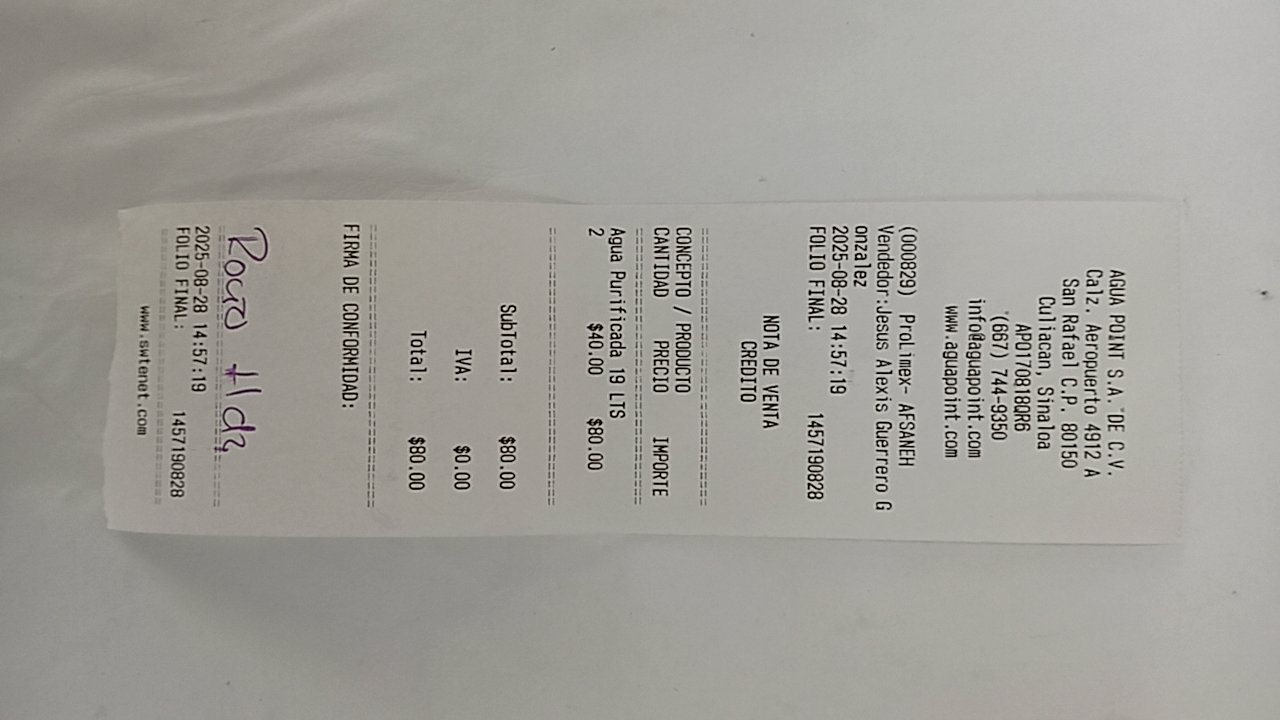 AGUA POINT S.A. DE C.V.
Calz. Aeropuerto 4912 A
San Rafael C.P. 80150
Culiacan, Sinaloa
APO170818QR6
(667) 744-9350
info@aguapoint.com
www.aguapoint.com
(000829) ProLimex- AFSANEH
Vendedor:Jesus Alexis Guerrero G
onzalez
2025-08-28 14:57:19
FOLIO FINAL: 1457190828
NOTA DE VENTA
CREDITO
CONCEPTO / PRODUCTO
CANTIDAD PRECIO IMPORTE
Agua Purificada 19 LTS
2 $40.00 $80.00
SubTotal: $80.00
IVA: $0.00
Total: $80.00
FIRMA DE CONFORMIDAD:
Rocio Hdz
2025-08-28 14:57:19
FOLIO FINAL: 1457190828
www.swtenet.com